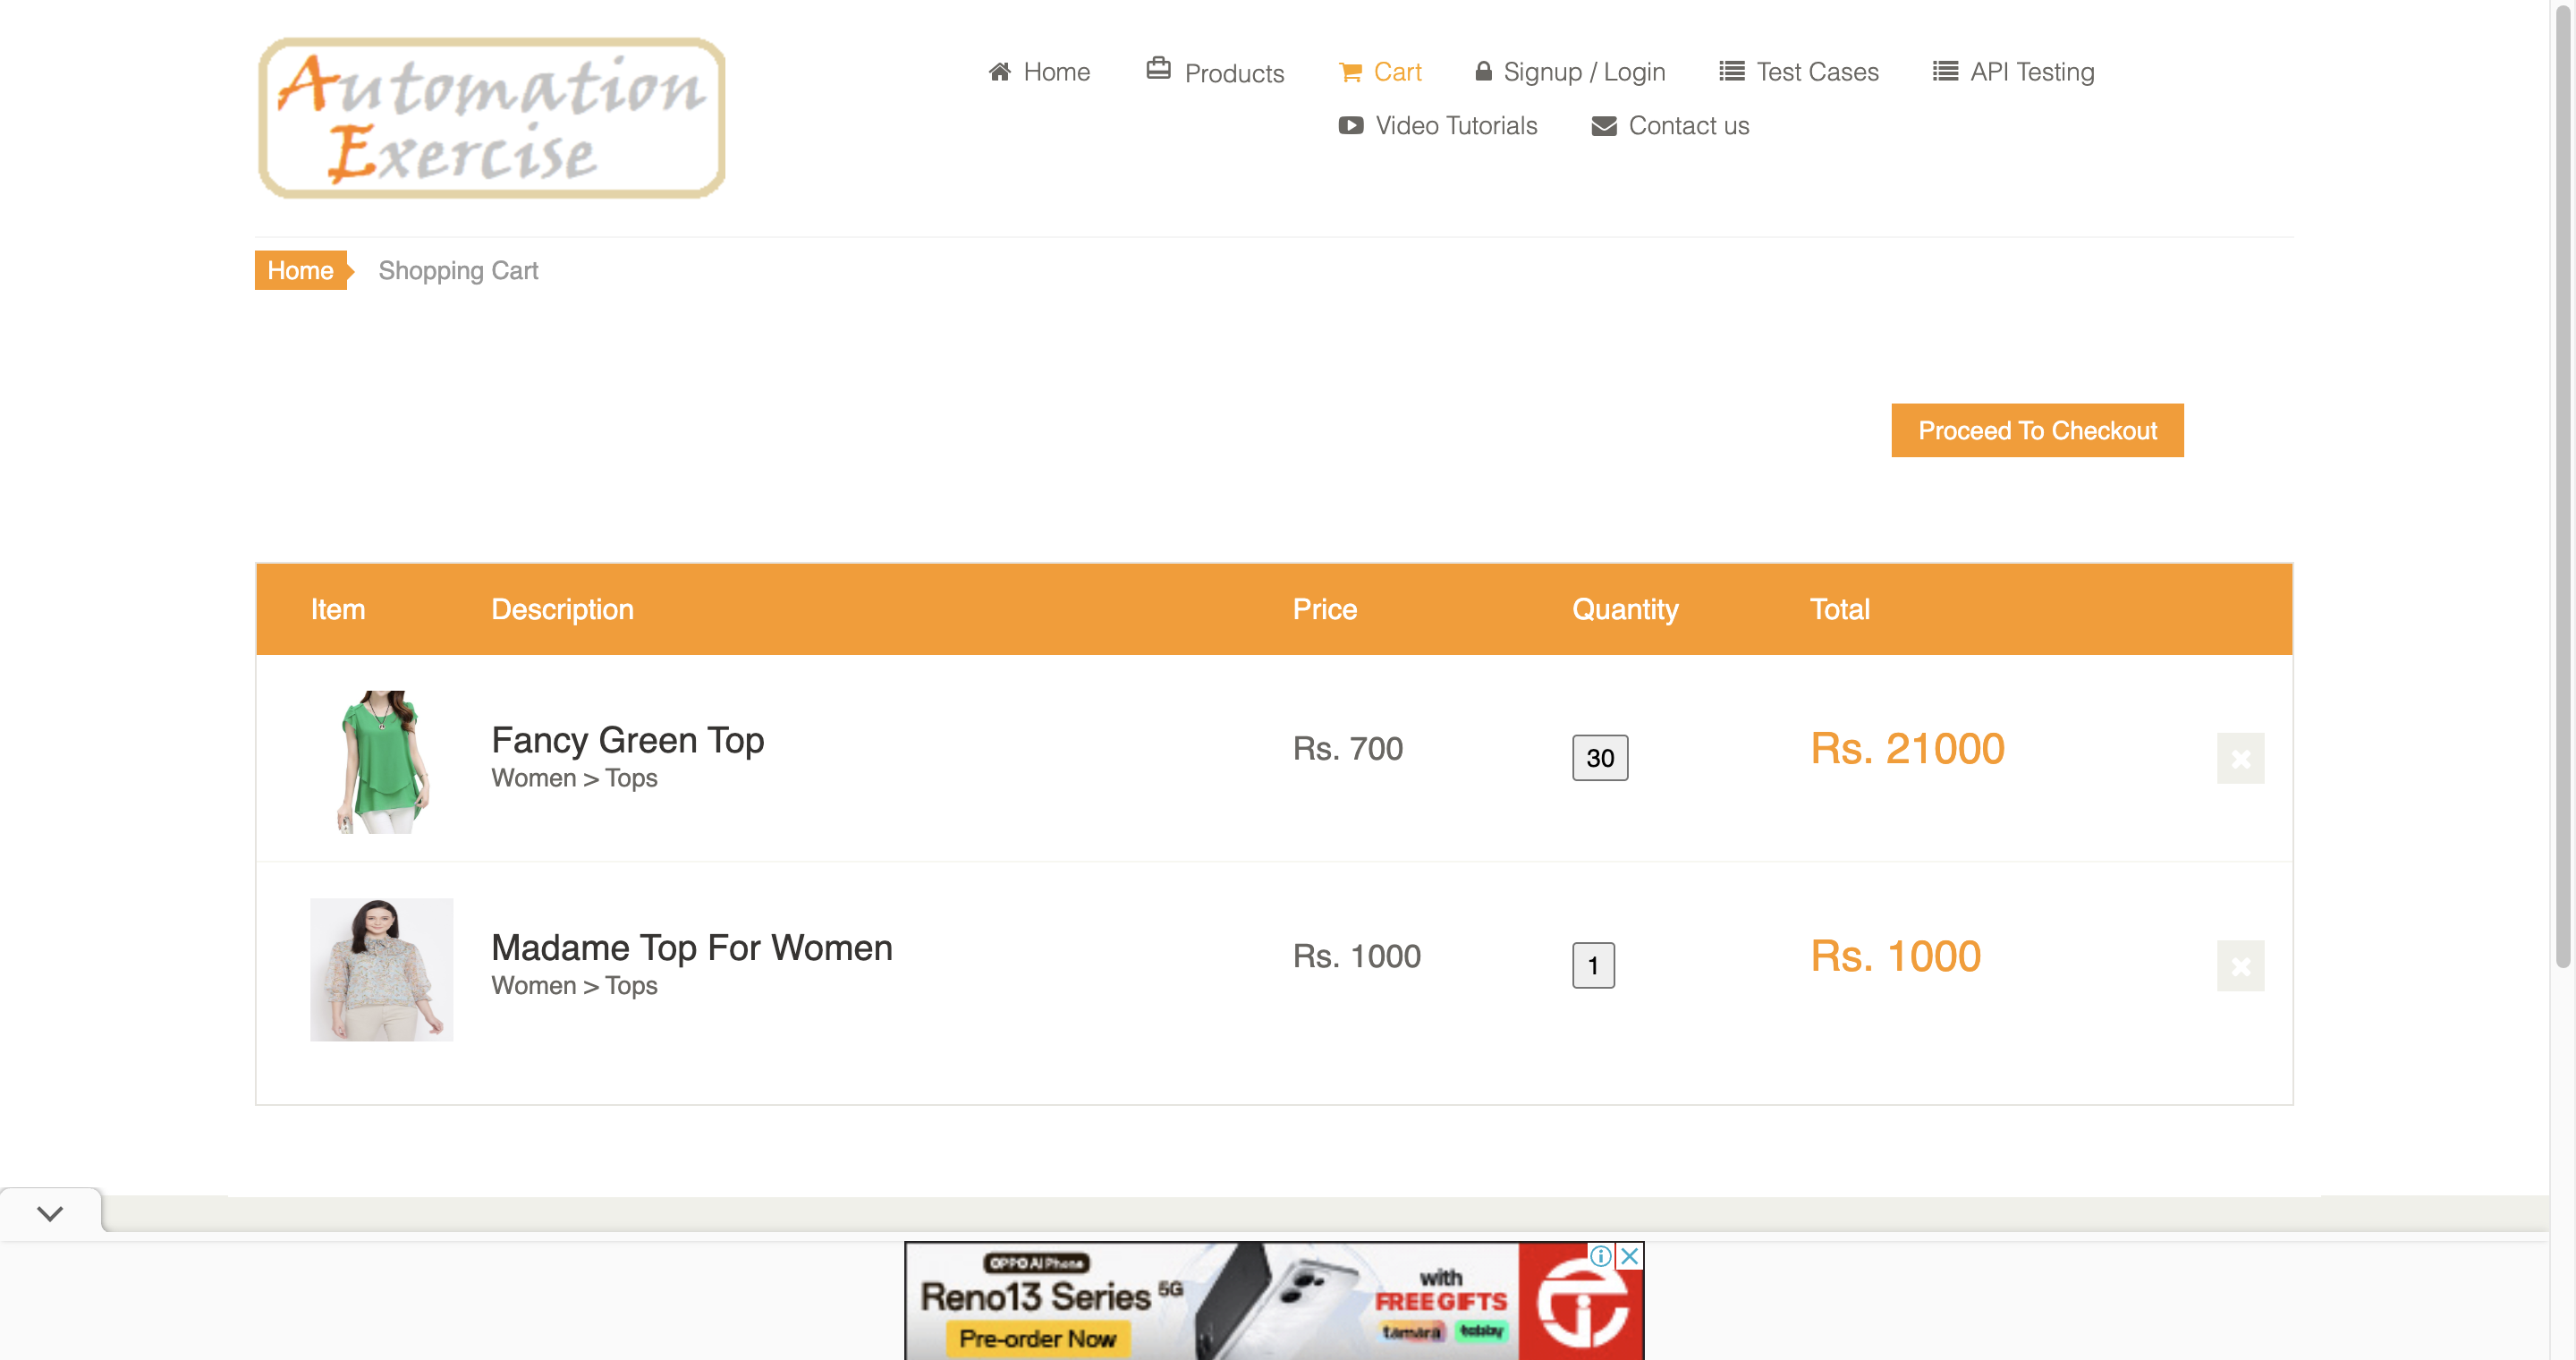 Automation
Exercise
Home
Products
Cart
Signup / Login
Test Cases
API Testing
Video Tutorials
Contact us
Home
Shopping Cart
Proceed To Checkout
Item Description Price Quantity Total
Fancy Green Top
Women > Tops
Rs. 700
30
Rs. 21000
Madame Top For Women
Women > Tops
Rs. 1000
1
Rs. 1000
OPPO AI Phone
Reno13 Series 5G
Pre-order Now
with
FREE GIFTS
tamara
tabby